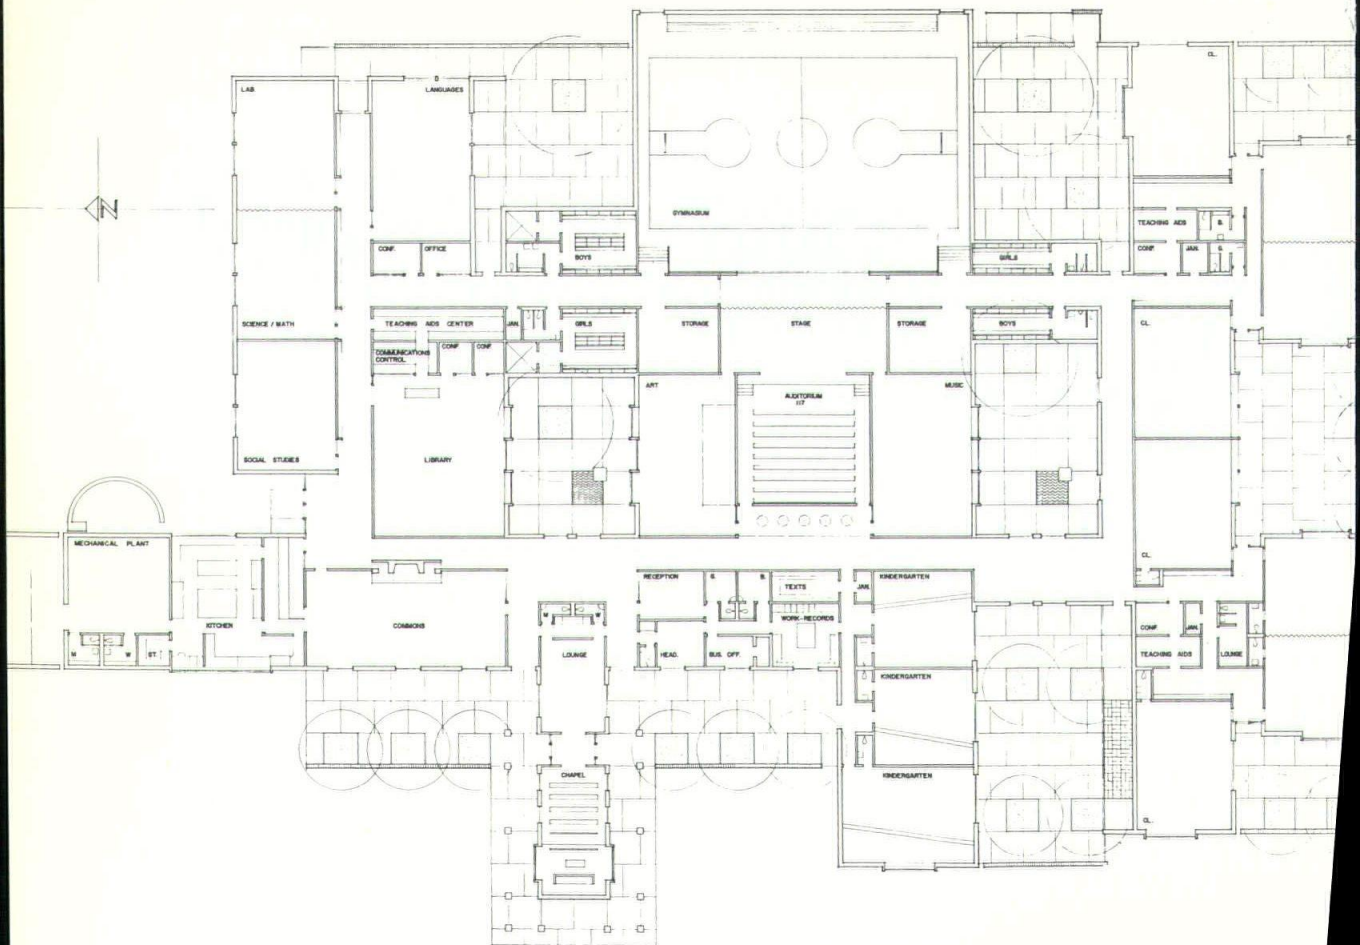 CL.
LAB
LANGUAGES
GYMNASIUM
N
TEACHING AIDS
B.
CONF.
OFFICE
BOYS
GIRLS
CONF.
JAN.
G.
SCIENCE / MATH
TEACHING AIDS CENTER
JAN.
GIRLS
STORAGE
STAGE
STORAGE
BOYS
CL.
COMMUNICATIONS
CONTROL
CONF.
CONF.
ART
AUDITORIUM
117
MUSIC
SOCIAL STUDIES
LIBRARY
MECHANICAL PLANT
CL.
RECEPTION
G.
B.
TEXTS
JAN.
KINDERGARTEN
KITCHEN
COMMONS
M
W
WORK-RECORDS
CONF.
JAN.
M
W
ST.
LOUNGE
HEAD.
BUS. OFF.
TEACHING AIDS
LOUNGE
KINDERGARTEN
CHAPEL
KINDERGARTEN
CL.